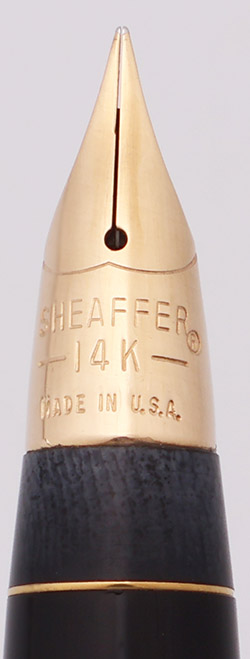 SHEAFFER®
— 14K —
MADE IN U.S.A.